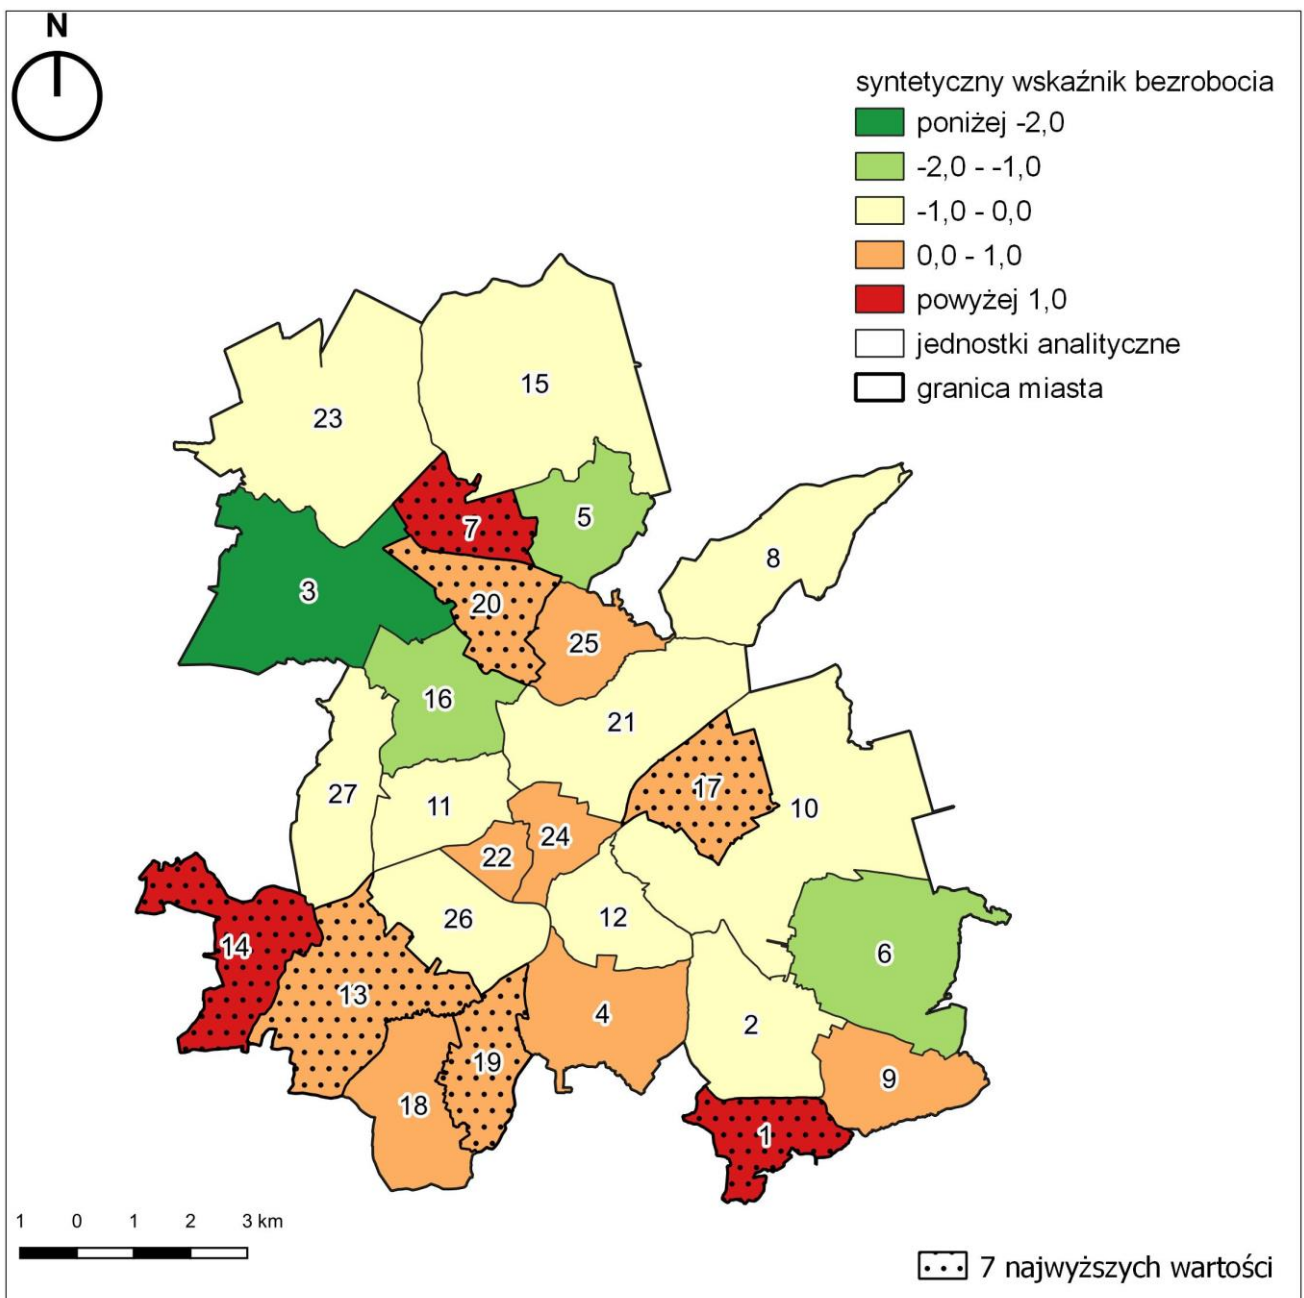 N
syntetyczny wskaźnik bezrobocia
poniżej -2,0
-2,0 - -1,0
-1,0 - 0,0
0,0 - 1,0
powyżej 1,0
jednostki analityczne
granica miasta
15
23
7
5
8
3
20
25
16
21
17
27
11
10
24
22
26
12
14
6
13
4
2
19
9
18
1
1 0 1 2 3 km
7 najwyższych wartości